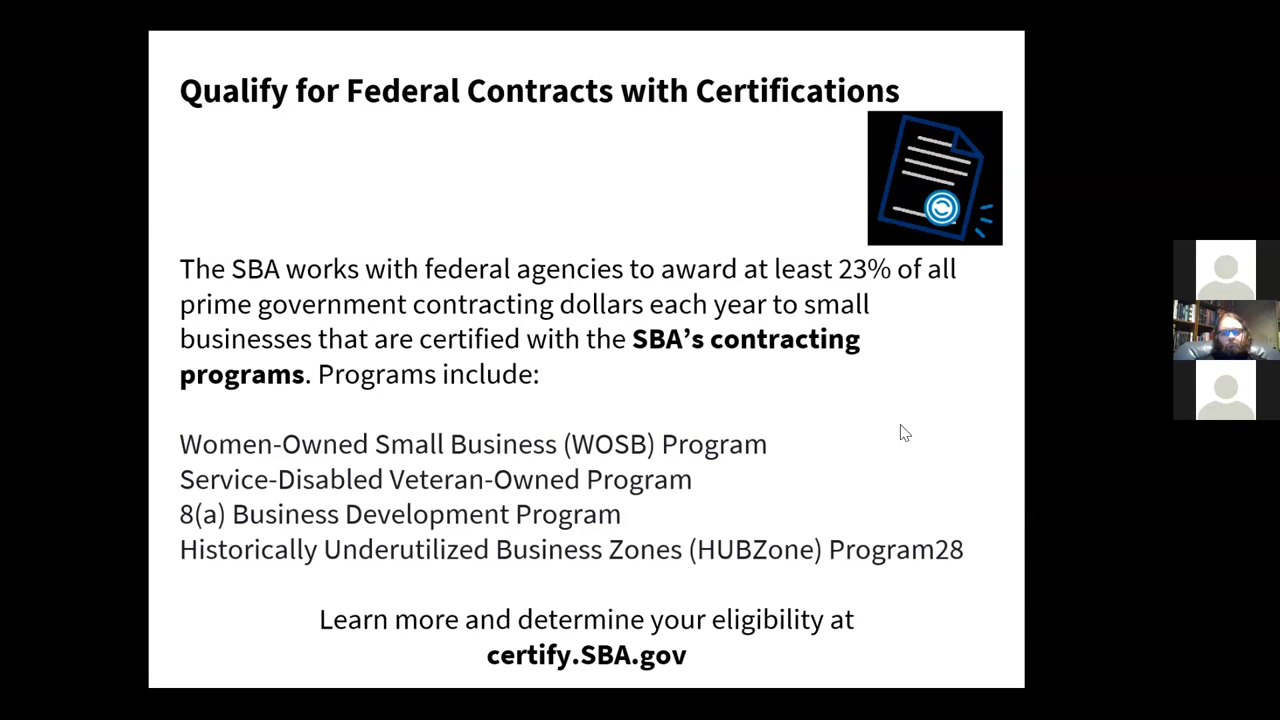 Qualify for Federal Contracts with Certifications
The SBA works with federal agencies to award at least 23% of all
prime government contracting dollars each year to small
businesses that are certified with the SBA’s contracting
programs. Programs include:
Women-Owned Small Business (WOSB) Program
Service-Disabled Veteran-Owned Program
8(a) Business Development Program
Historically Underutilized Business Zones (HUBZone) Program28
Learn more and determine your eligibility at
certify.SBA.gov